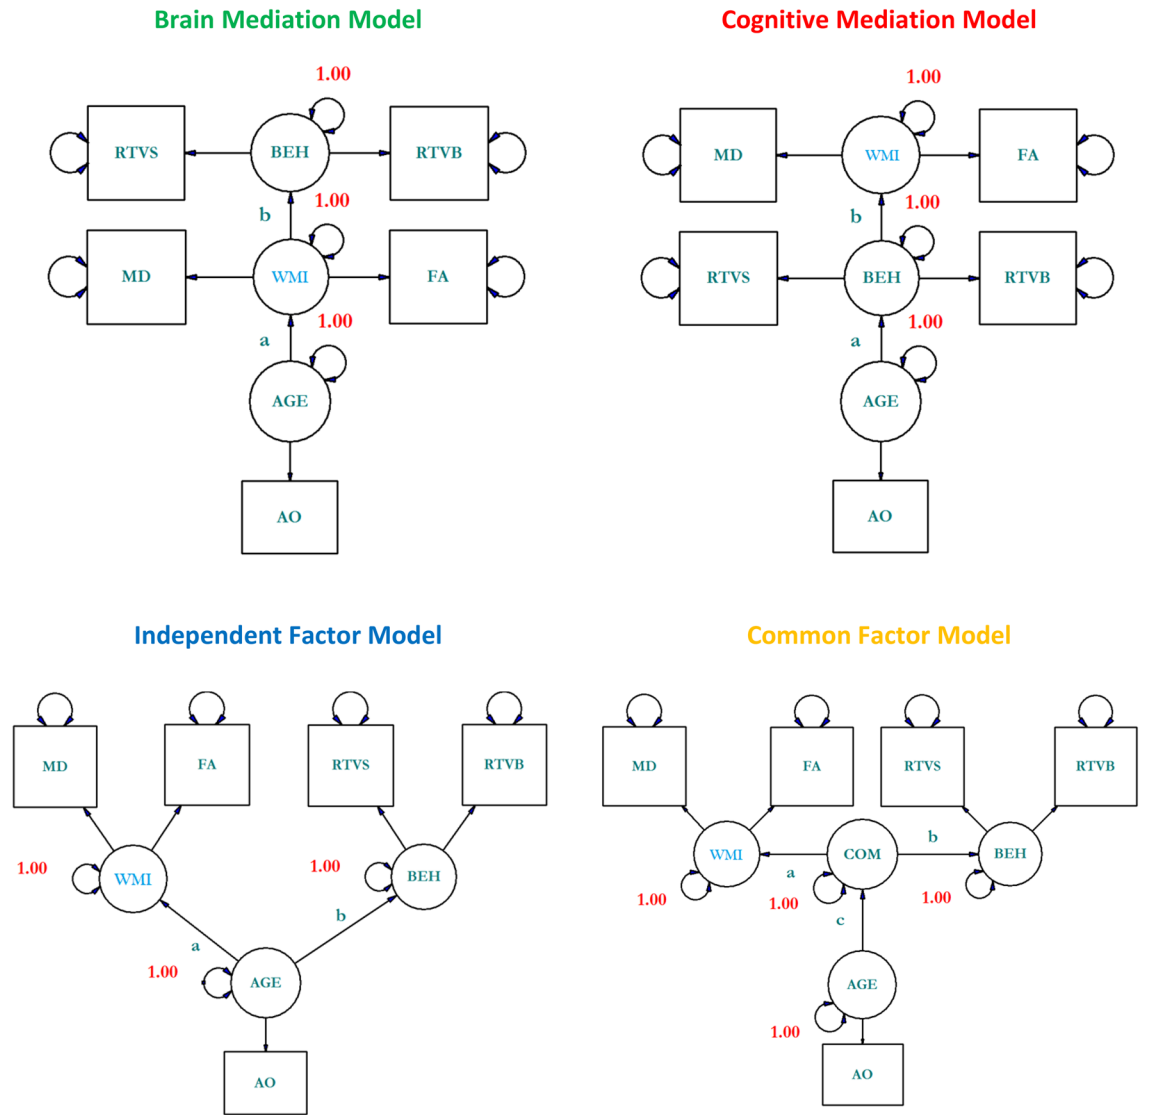 Brain Mediation Model
1.00
RTVS
BEH
RTVB
b
1.00
MD
WMI
FA
a
1.00
AGE
AO
Cognitive Mediation Model
1.00
MD
WMI
FA
b
1.00
RTVS
BEH
RTVB
a
1.00
AGE
AO
Independent Factor Model
MD
FA
RTVS
RTVB
1.00
WMI
1.00
BEH
a
b
1.00
AGE
AO
Common Factor Model
MD
FA
RTVS
RTVB
WMI
COM
b
BEH
a
1.00
1.00
1.00
c
AGE
1.00
AO